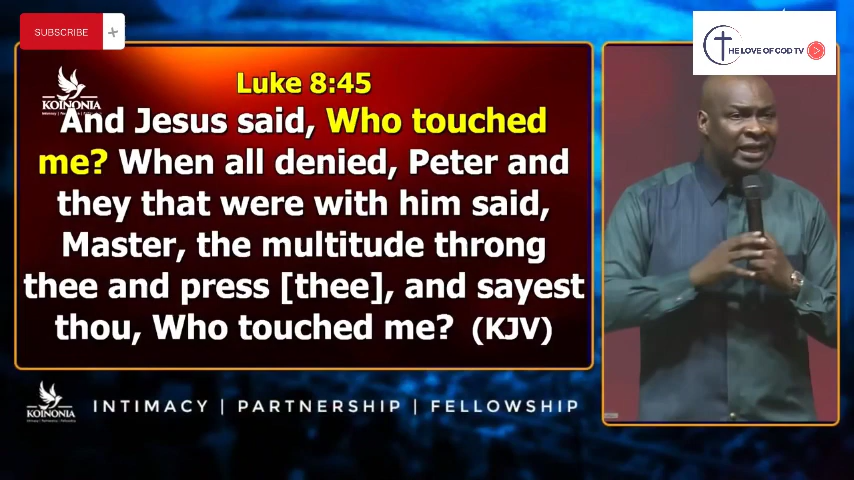 SUBSCRIBE +
THE LOVE OF GOD TV
Luke 8:45
KOINONIA
And Jesus said, Who touched
me? When all denied, Peter and
they that were with him said,
Master, the multitude throng
thee and press [thee], and sayest
thou, Who touched me? (KJV)
KOINONIA
INTIMACY | PARTNERSHIP | FELLOWSHIP